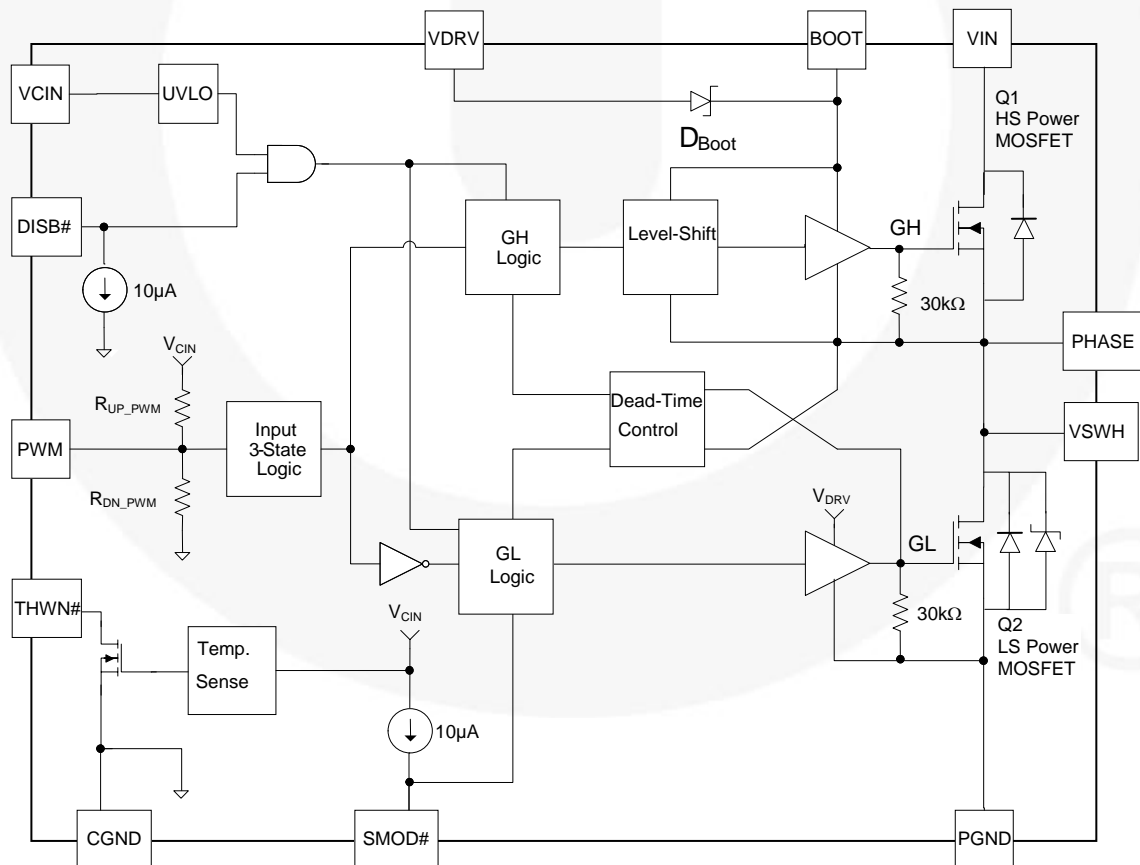 VDRV
BOOT
VIN
VCIN
UVLO
Q1
HS Power
MOSFET
DBoot
DISB#
GH
Logic
Level-Shift
GH
10µA
30kΩ
VCIN
PHASE
RUP_PWM
Dead-Time
Control
PWM
Input
3-State
Logic
VSWH
RDN_PWM
VDRV
GL
Logic
GL
THWN#
VCIN
30kΩ
Q2
LS Power
MOSFET
Temp.
Sense
10µA
CGND
SMOD#
PGND
®